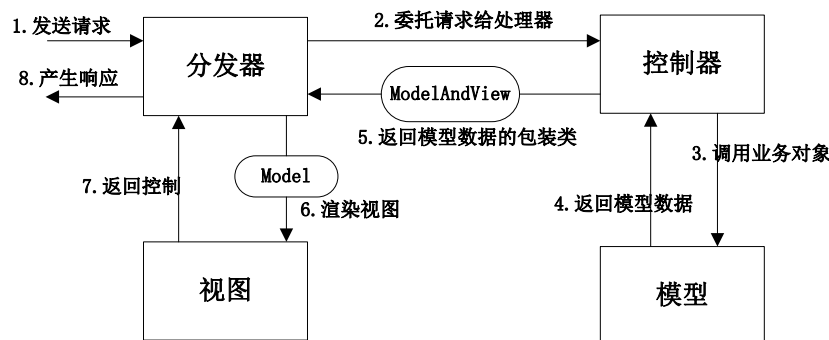 1.发送请求
2.委托请求给处理器
分发器
控制器
8.产生响应
ModelAndView
5.返回模型数据的包装类
3.调用业务对象
7.返回控制
Model
4.返回模型数据
6.渲染视图
视图
模型